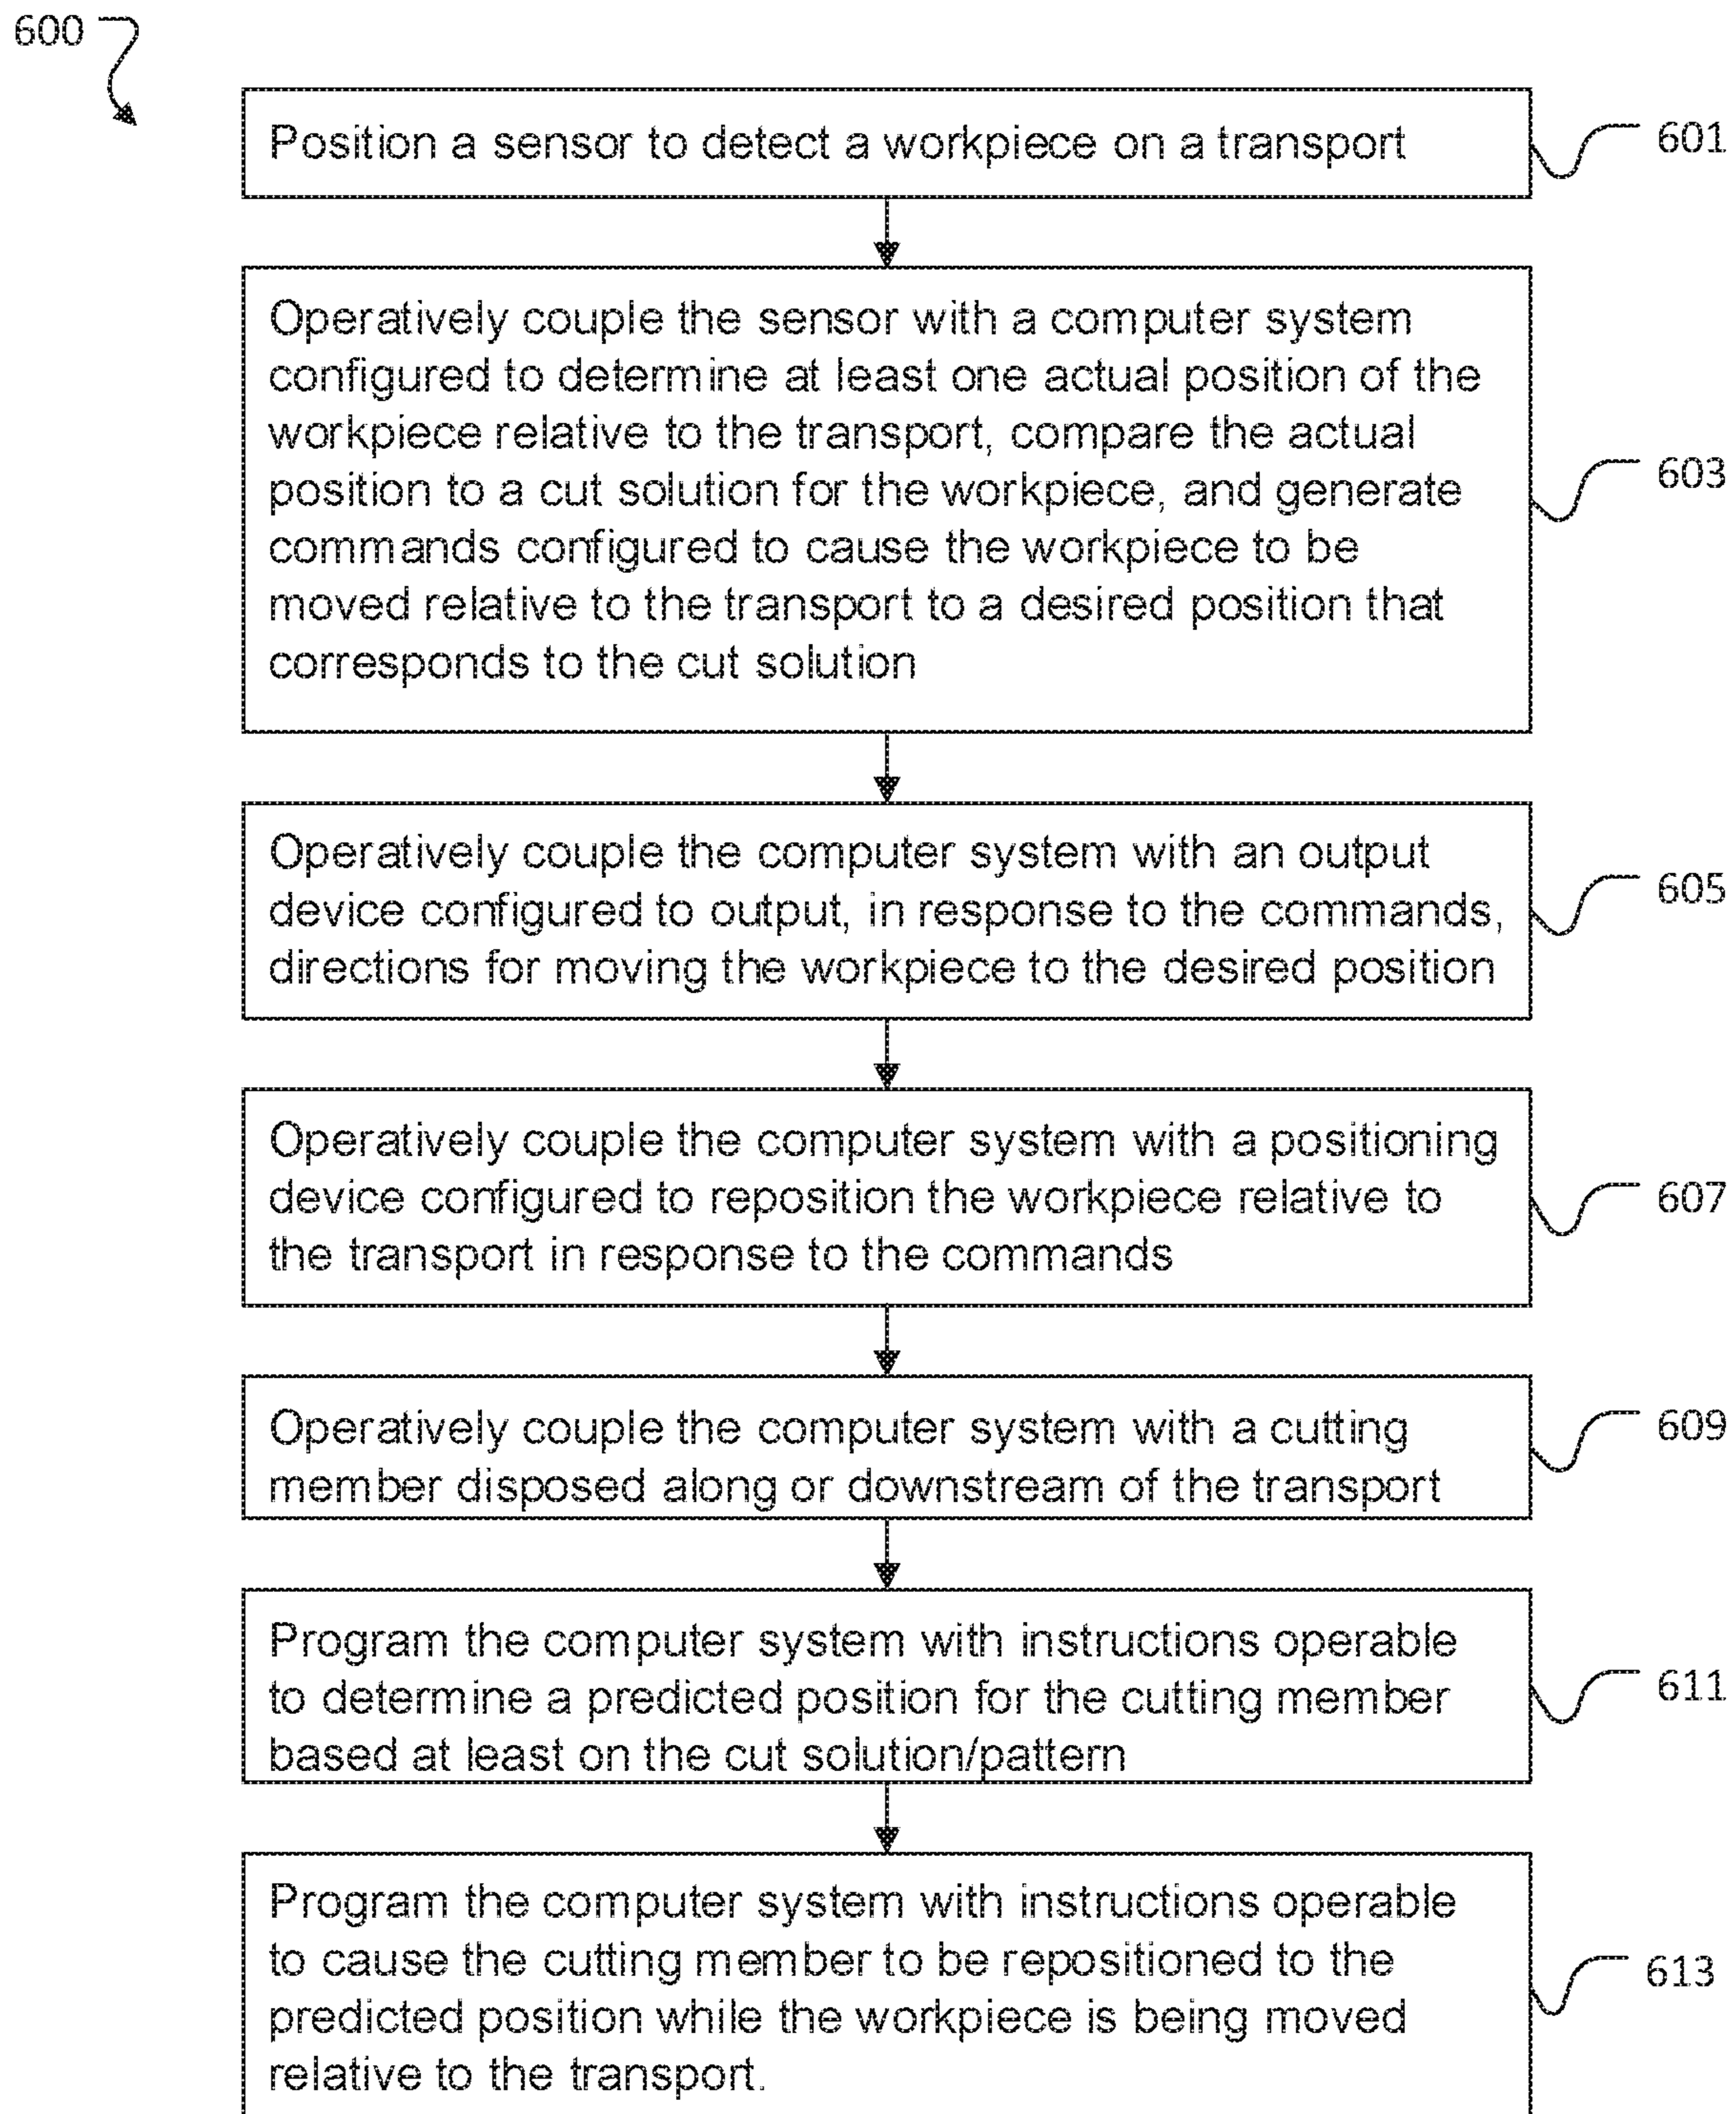 600
Position a sensor to detect a workpiece on a transport
601
Operatively couple the sensor with a computer system
configured to determine at least one actual position of the
workpiece relative to the transport, compare the actual
position to a cut solution for the workpiece, and generate
commands configured to cause the workpiece to be
moved relative to the transport to a desired position that
corresponds to the cut solution
603
Operatively couple the computer system with an output
device configured to output, in response to the commands,
directions for moving the workpiece to the desired position
605
Operatively couple the computer system with a positioning
device configured to reposition the workpiece relative to
the transport in response to the commands
607
Operatively couple the computer system with a cutting
member disposed along or downstream of the transport
609
Program the computer system with instructions operable
to determine a predicted position for the cutting member
based at least on the cut solution/pattern
611
Program the computer system with instructions operable
to cause the cutting member to be repositioned to the
predicted position while the workpiece is being moved
relative to the transport.
613